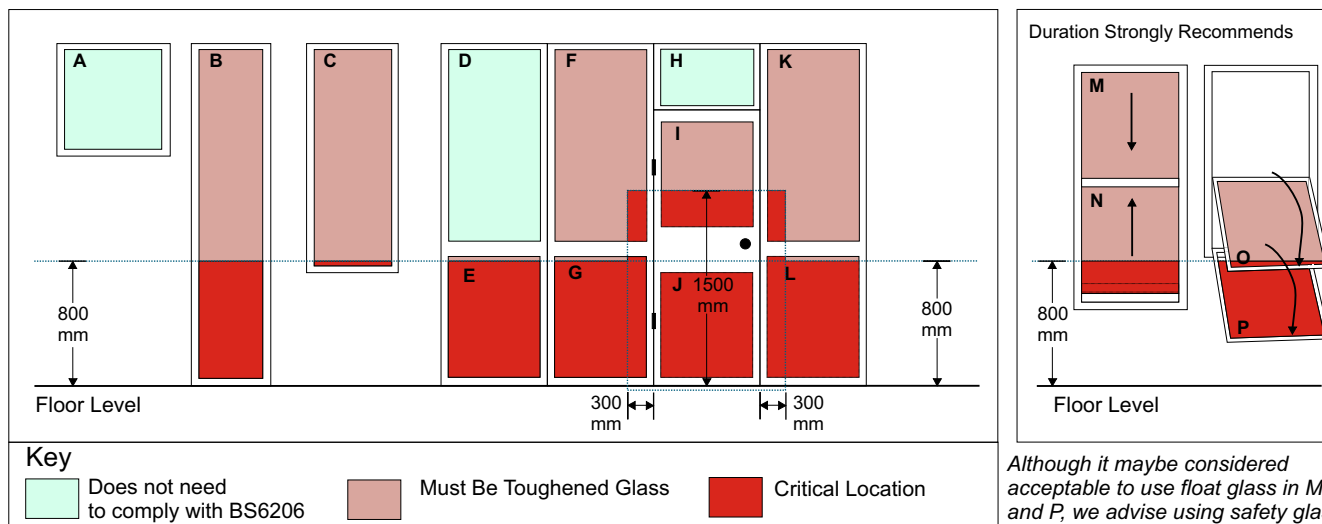 A
B
C
D
F
H
K
I
E
G
J
L
1500
mm
800
mm
800
mm
Floor Level
300
mm
300
mm
Key
Does not need
to comply with BS6206
Must Be Toughened Glass
Critical Location
Duration Strongly Recommends
M
N
O
P
800
mm
Floor Level
Although it maybe considered
acceptable to use float glass in M
and P, we advise using safety gla